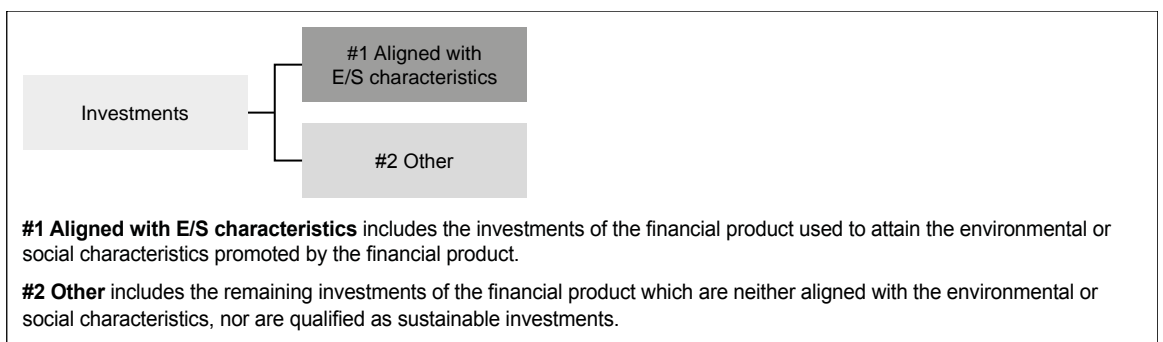 #1 Aligned with
E/S characteristics
Investments
#2 Other
#1 Aligned with E/S characteristics includes the investments of the financial product used to attain the environmental or
social characteristics promoted by the financial product.
#2 Other includes the remaining investments of the financial product which are neither aligned with the environmental or
social characteristics, nor are qualified as sustainable investments.